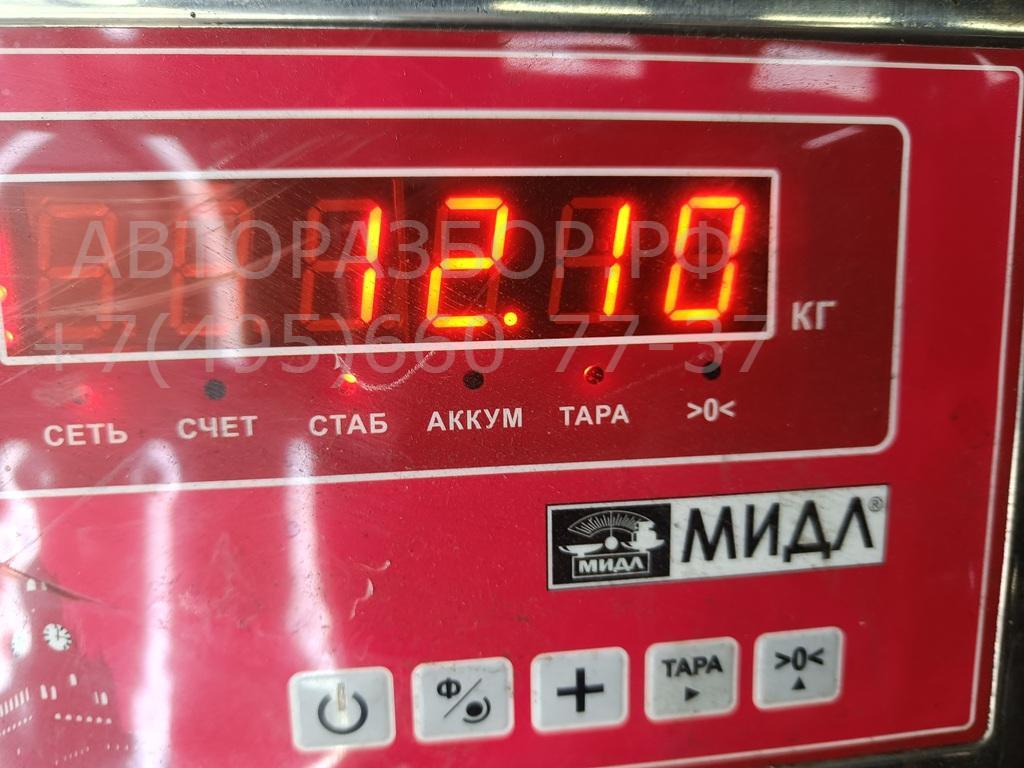 12.10 КГ
АВТОРАЗБОР.РФ
+7(495)660-77-37
СЕТЬ СЧЕТ СТАБ АККУМ ТАРА >0<
МИДЛ МИДЛ®
Ф/ + ТАРА >0<